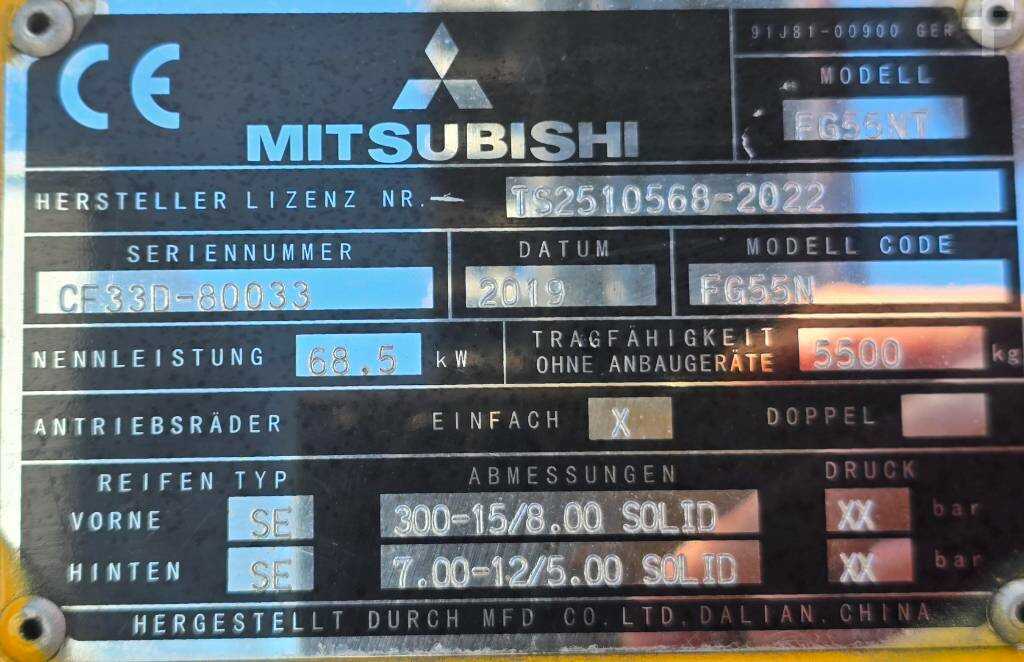 CE
91J81-00900 GER
MITSUBISHI
MODELL
FG55NT
HERSTELLER LIZENZ NR. TS2510568-2022
SERIENNUMMER DATUM MODELL CODE
CF33D-80033 2019 FG55N
NENNLEISTUNG 68.5 kW TRAGFÄHIGKEIT
OHNE ANBAUGERÄTE 5500 kg
ANTRIEBSRÄDER EINFACH X DOPPEL
REIFEN TYP ABMESSUNGEN DRUCK
VORNE SE 300-15/8.00 SOLID XX bar
HINTEN SE 7.00-12/5.00 SOLID XX bar
HERGESTELLT DURCH MFD CO.LTD.DALIAN.CHINA